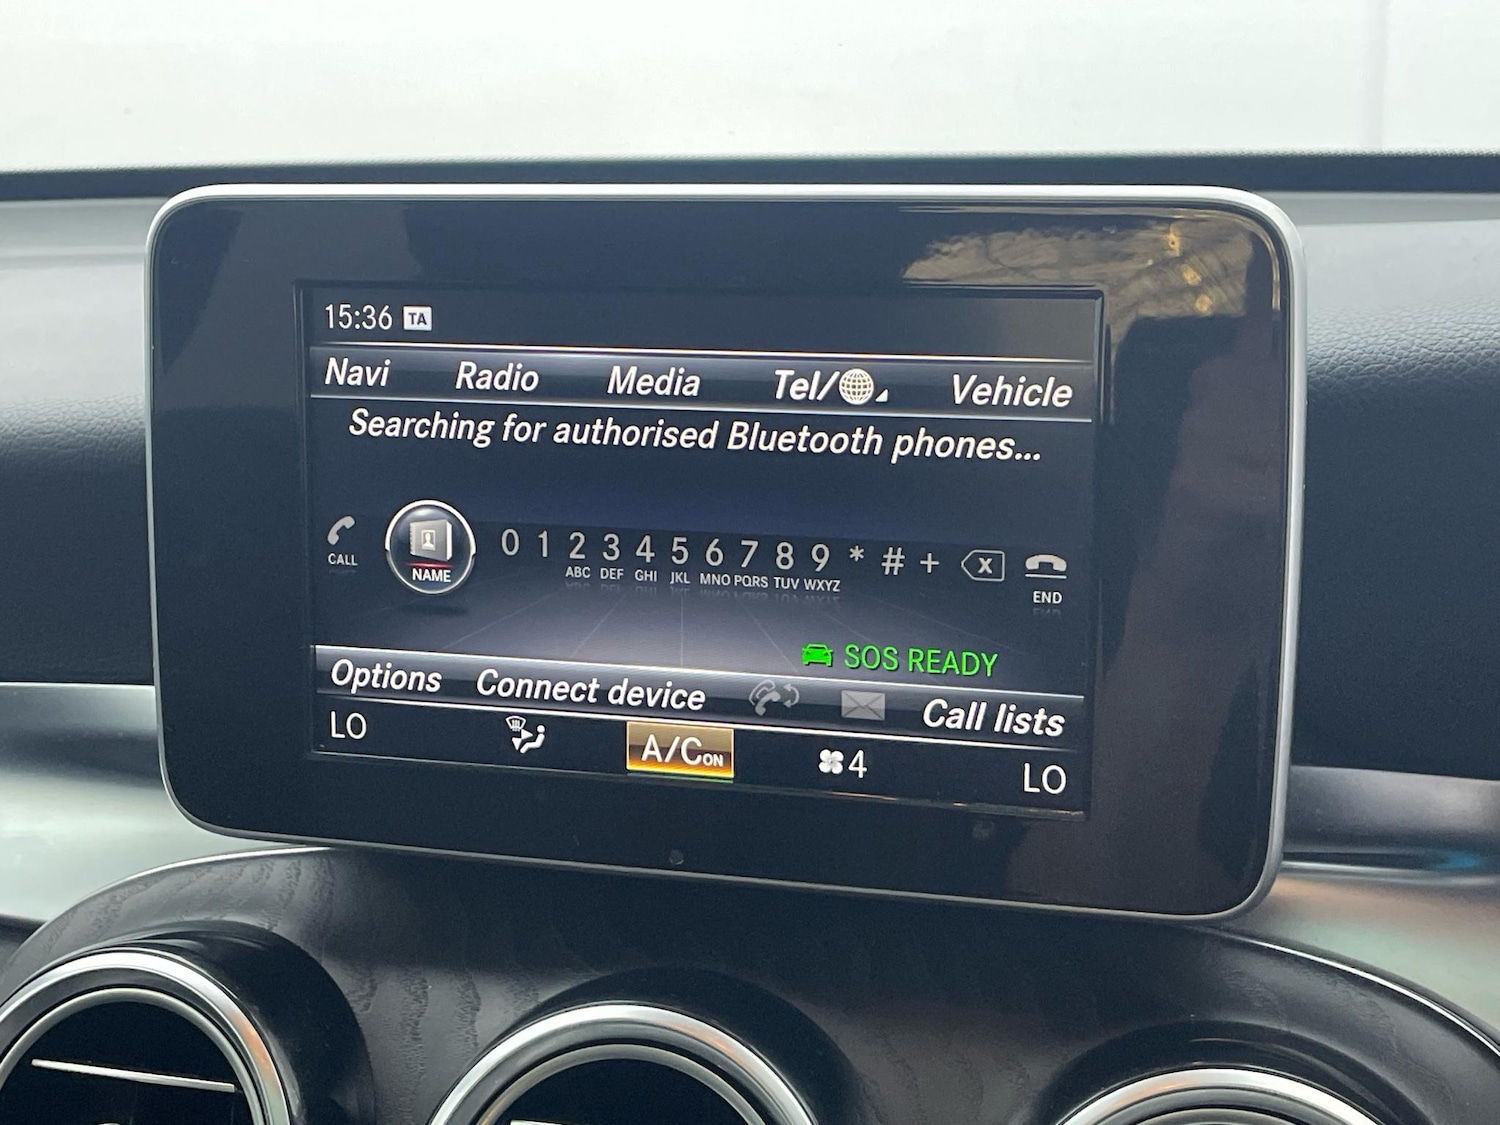 15:36 TA
Navi Radio Media Tel/ Vehicle
Searching for authorised Bluetooth phones...
CALL NAME 0 1 2 3 4 5 6 7 8 9 * # + X END
ABC DEF GHI JKL MNO PQRS TUV WXYZ
SOS READY
Options Connect device Call lists
LO A/C ON 4 LO